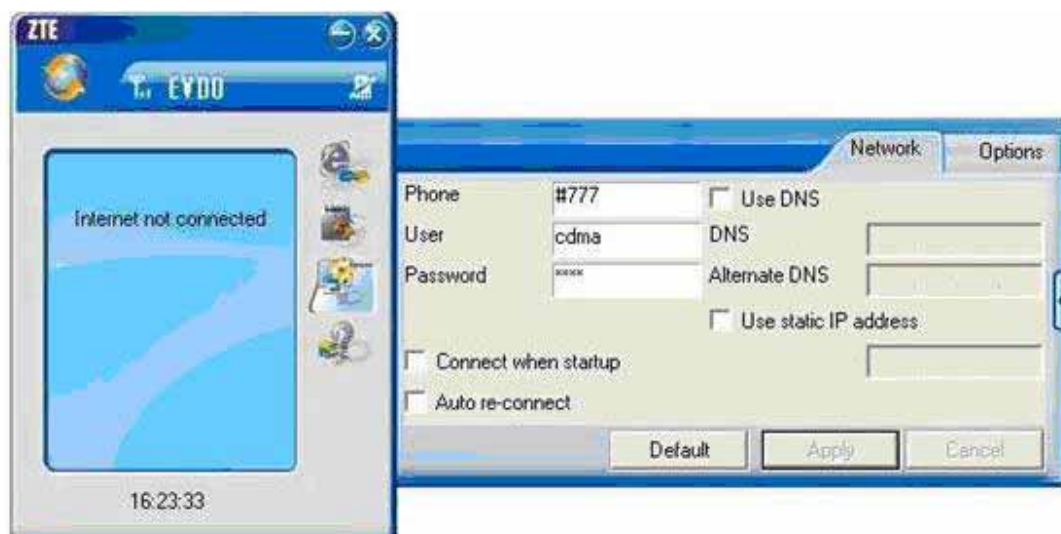 ZTE
EVDO
Internet not connected
16:23:33
Network
Options
Phone
#777
Use DNS
User
cdma
DNS
Password
****
Alternate DNS
Use static IP address
Connect when startup
Auto re-connect
Default
Apply
Cancel